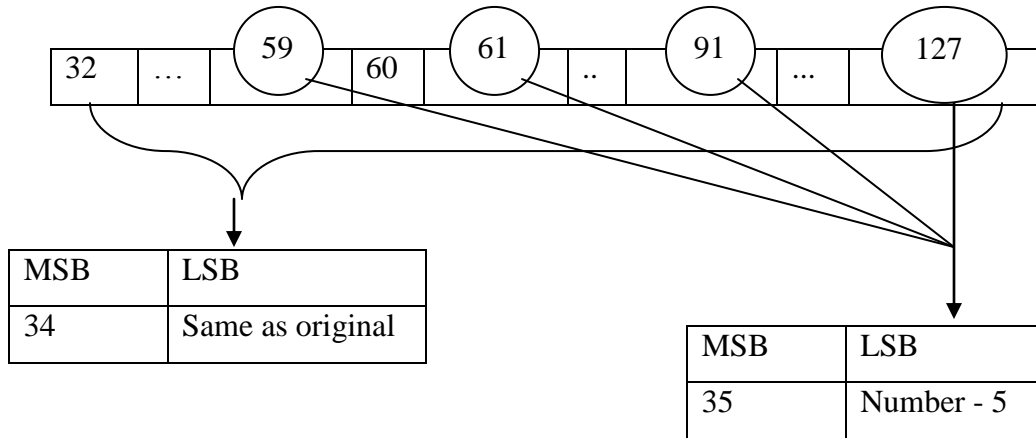 32 … 59 60 61 .. 91 ... 127
MSB LSB
34 Same as original
MSB LSB
35 Number - 5